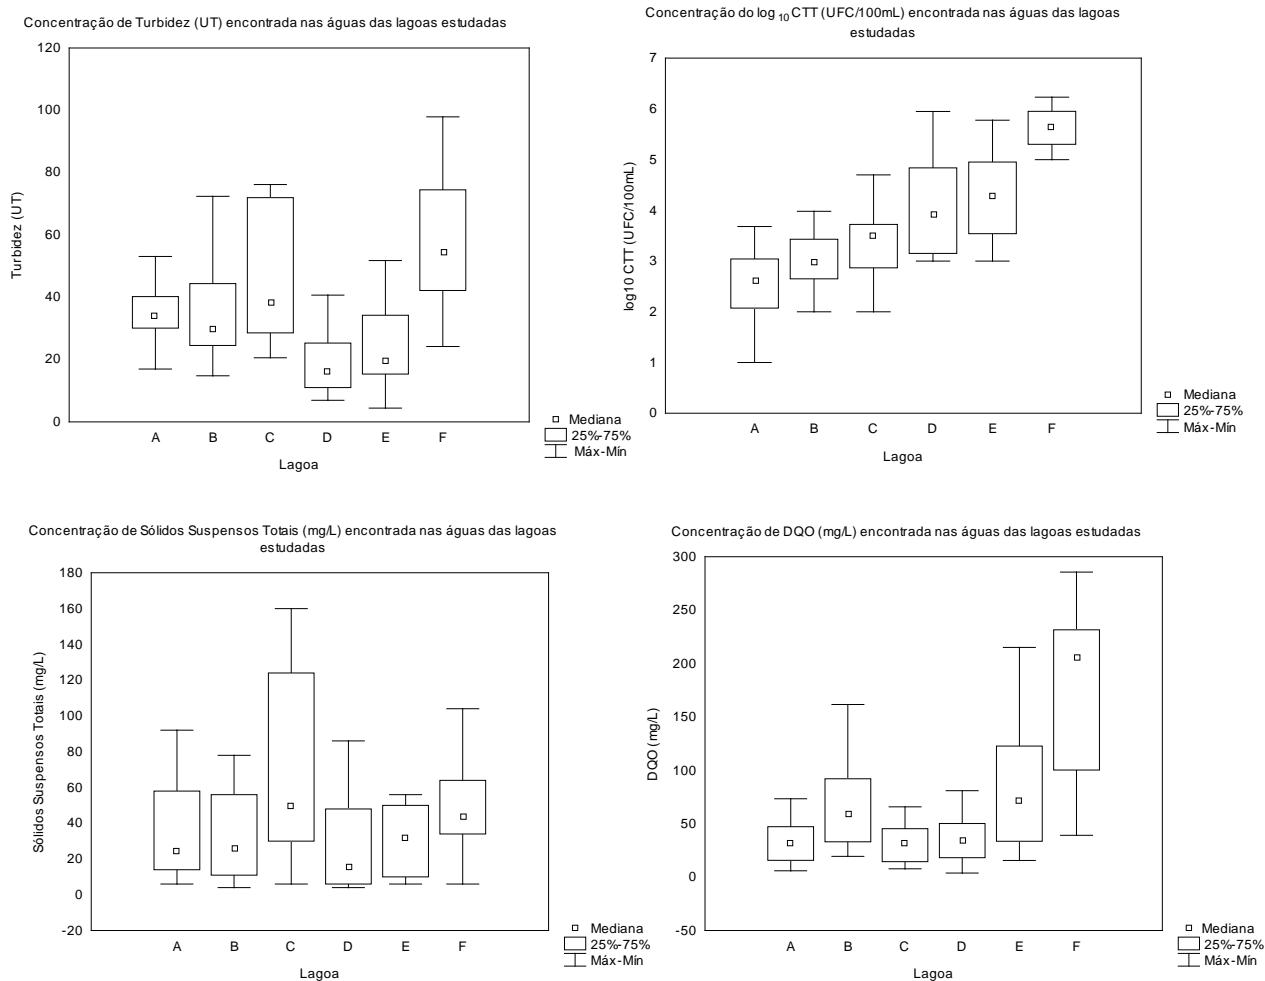 Concentração de Turbidez (UT) encontrada nas águas das lagoas estudadas
120
100
80
60
40
20
0
Turbidez (UT)
A B C D E F
Lagoa
Mediana
25%-75%
Máx-Mín
Concentração do log 10 CTT (UFC/100mL) encontrada nas águas das lagoas
estudadas
7
6
5
4
3
2
1
0
log10 CTT (UFC/100mL)
A B C D E F
Lagoa
Mediana
25%-75%
Máx-Mín
Concentração de Sólidos Suspensos Totais (mg/L) encontrada nas águas das lagoas
estudadas
180
160
140
120
100
80
60
40
20
0
-20
Sólidos Suspensos Totais (mg/L)
A B C D E F
Lagoa
Mediana
25%-75%
Máx-Mín
Concentração de DQO (mg/L) encontrada nas águas das lagoas estudadas
300
250
200
150
100
50
0
-50
DQO (mg/L)
A B C D E F
Lagoa
Mediana
25%-75%
Máx-Mín